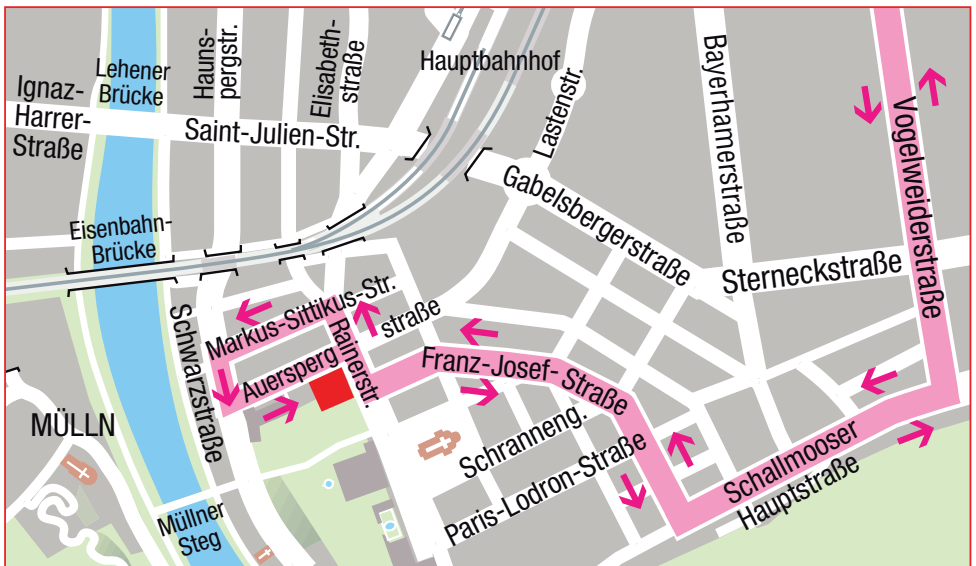 Lehener
Brücke
Hauns-
pergstr.
Elisabeth-
straße
Hauptbahnhof
Lastenstr.
Bayerhamerstraße
Vogelweiderstraße
Ignaz-
Harrer-
Straße
Saint-Julien-Str.
Gabelsbergerstraße
Eisenbahn-
Brücke
Sterneckstraße
Markus-Sittikus-Str.
Schwarzstraße
Rainerstr.
straße
Auersperg
Franz-Josef- Straße
MÜLLN
Schranneng.
Paris-Lodron-Straße
Schallmooser
Hauptstraße
Müllner
Steg